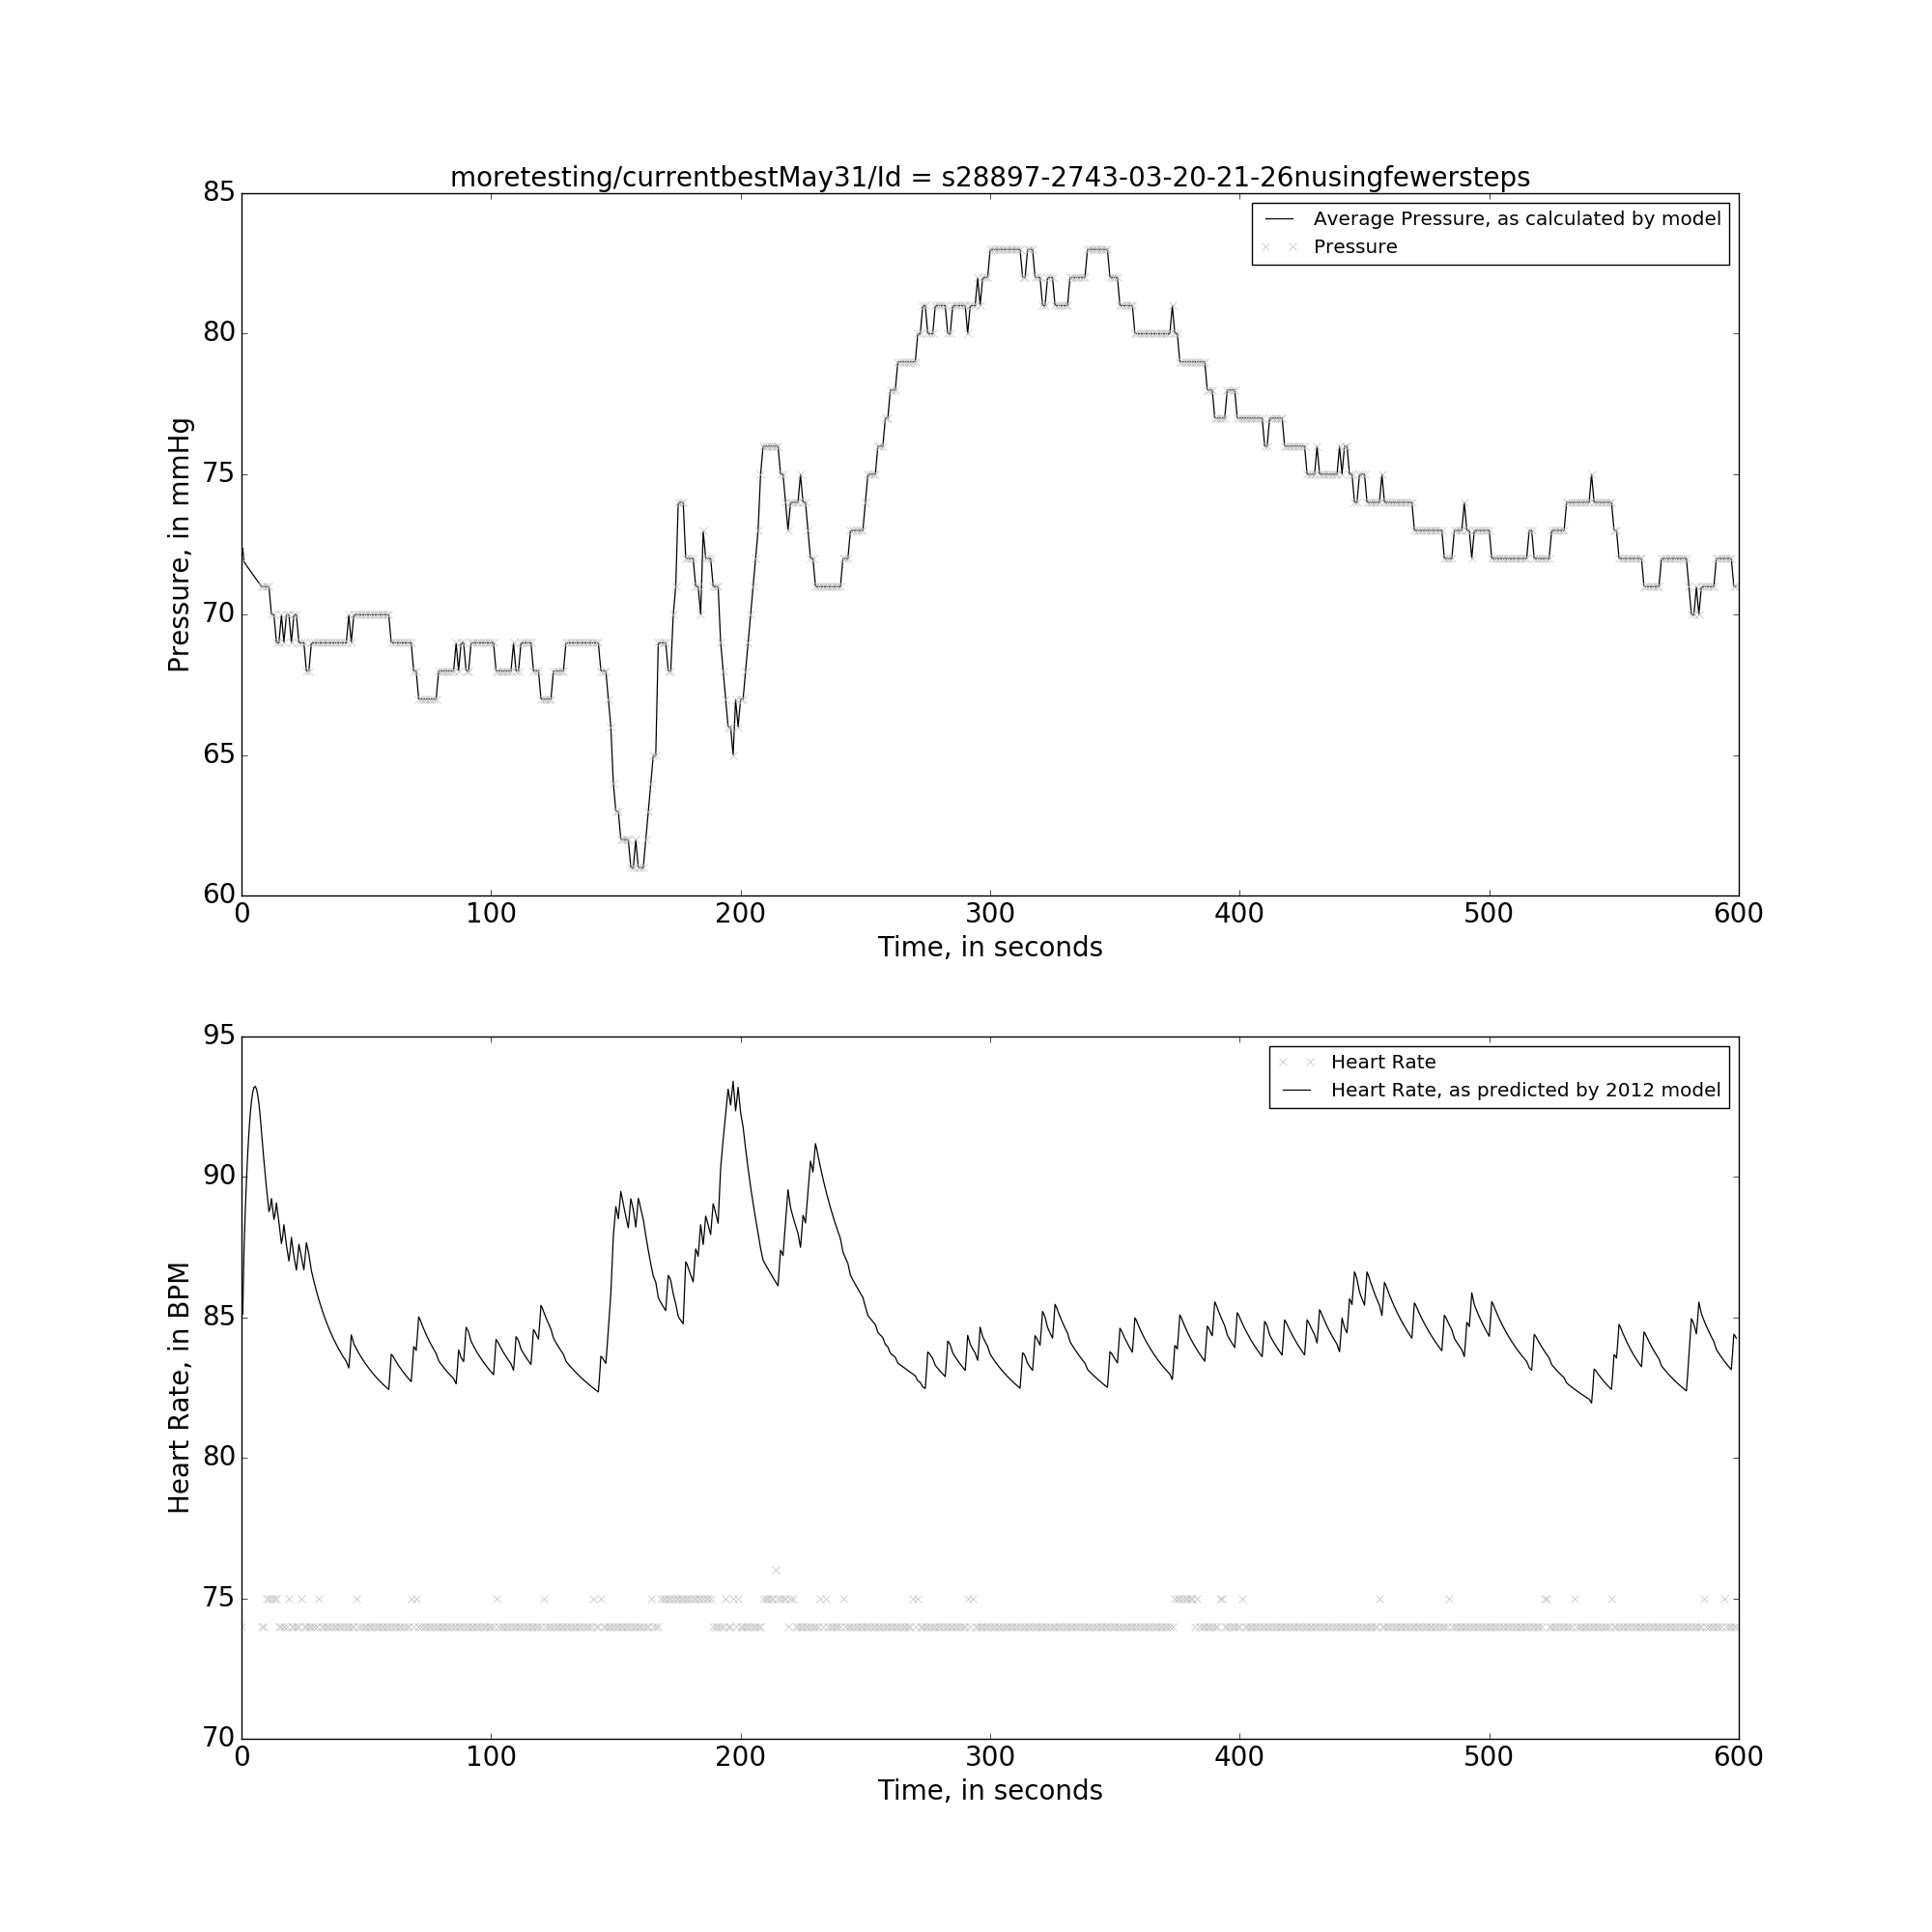 moretesting/currentbestMay31/Id = s28897-2743-03-20-21-26nusingfewersteps
85
80
75
70
65
60
Pressure, in mmHg
Average Pressure, as calculated by model
Pressure
0 100 200 300 400 500 600
Time, in seconds
95
90
85
80
75
70
Heart Rate, in BPM
Heart Rate
Heart Rate, as predicted by 2012 model
0 100 200 300 400 500 600
Time, in seconds